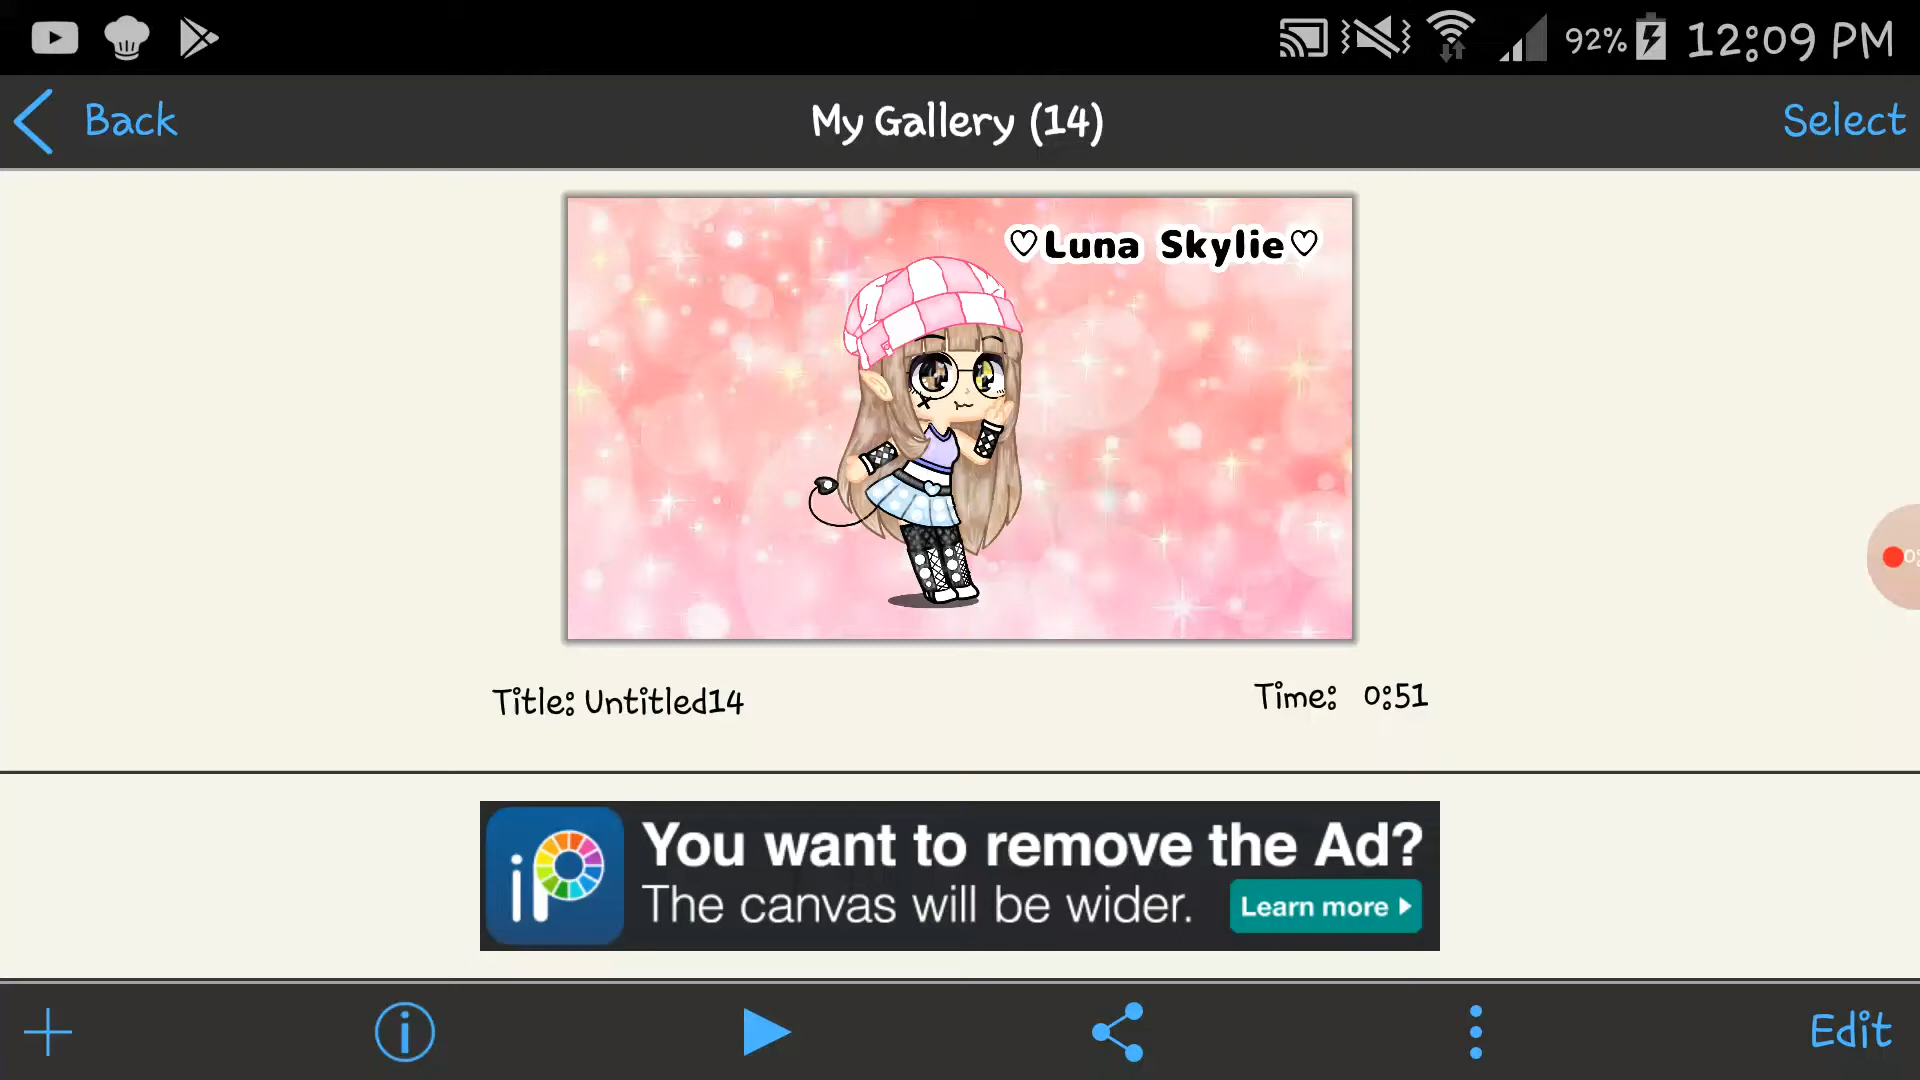 92% 12:09 PM
Back My Gallery (14) Select
♡Luna Skylie♡
Title: Untitled14 Time: 0:51
iP
You want to remove the Ad?
The canvas will be wider. Learn more
Edit